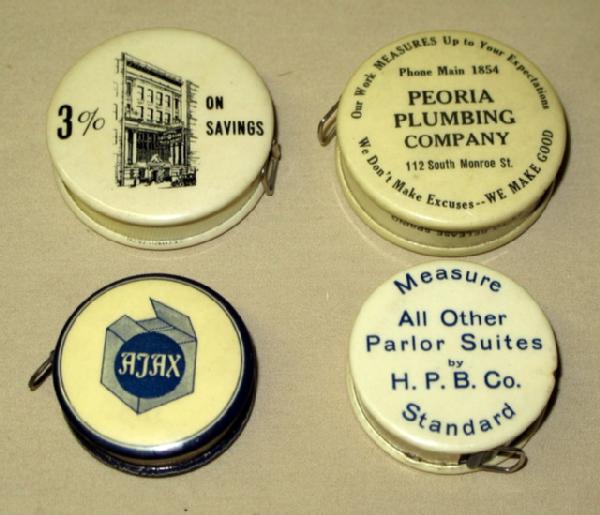 3%
ON
SAVINGS
Our Work MEASURES Up to Your Expectations
Phone Main 1854
PEORIA
PLUMBING
COMPANY
112 South Monroe St.
We Don't Make Excuses--WE MAKE GOOD
AJAX
Measure
All Other
Parlor Suites
by
H. P. B. Co.
Standard